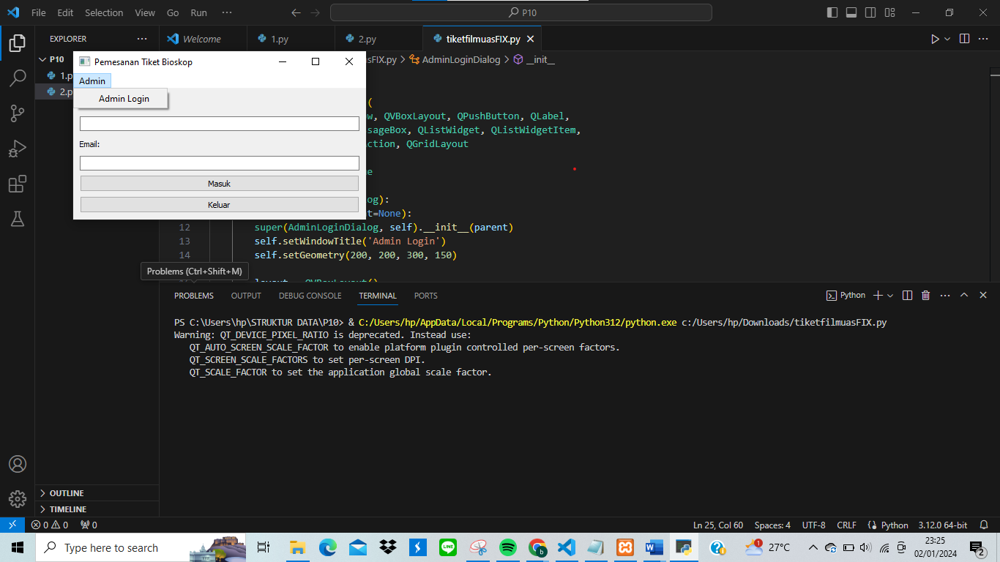 File Edit Selection View Go Run ···
P10
EXPLORER ···
Welcome
1.py
2.py
tiketfilmuasFIX.py
P10
AdminLoginDialog > __init__
Pemesanan Tiket Bioskop
Admin
Admin Login
Email:
Masuk
Keluar
(
QVBoxLayout, QPushButton, QLabel,
QListWidget, QListWidgetItem,
QGridLayout
=None):
12 super(AdminLoginDialog, self).__init__(parent)
13 self.setWindowTitle('Admin Login')
14 self.setGeometry(200, 200, 300, 150)
Problems (Ctrl+Shift+M)
PROBLEMS OUTPUT DEBUG CONSOLE TERMINAL PORTS
Python
PS C:\Users\hp\STRUKTUR DATA\P10> & C:/Users/hp/AppData/Local/Programs/Python/Python312/python.exe c:/Users/hp/Downloads/tiketfilmuasFIX.py
Warning: QT_DEVICE_PIXEL_RATIO is deprecated. Instead use:
QT_AUTO_SCREEN_SCALE_FACTOR to enable platform plugin controlled per-screen factors.
QT_SCREEN_SCALE_FACTORS to set per-screen DPI.
QT_SCALE_FACTOR to set the application global scale factor.
OUTLINE
TIMELINE
0 0 0
Ln 25, Col 60 Spaces: 4 UTF-8 CRLF Python 3.12.0 64-bit
Type here to search
LINE
27°C
23:25
02/01/2024
2